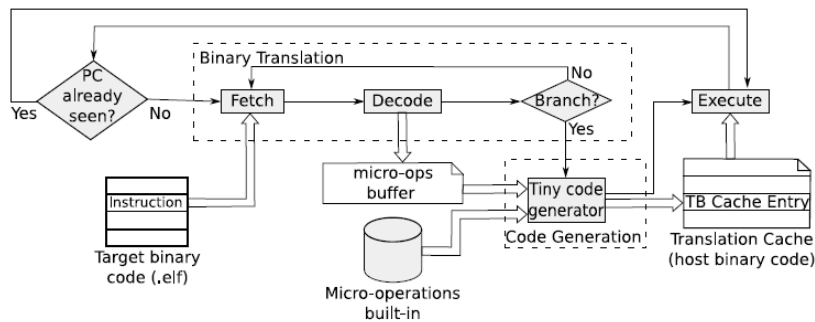 Binary Translation
PC
already
seen?
Yes
No
Fetch
Decode
Branch?
No
Yes
Execute
Instruction
Target binary
code (.elf)
micro-ops
buffer
Micro-operations
built-in
Tiny code
generator
Code Generation
TB Cache Entry
Translation Cache
(host binary code)